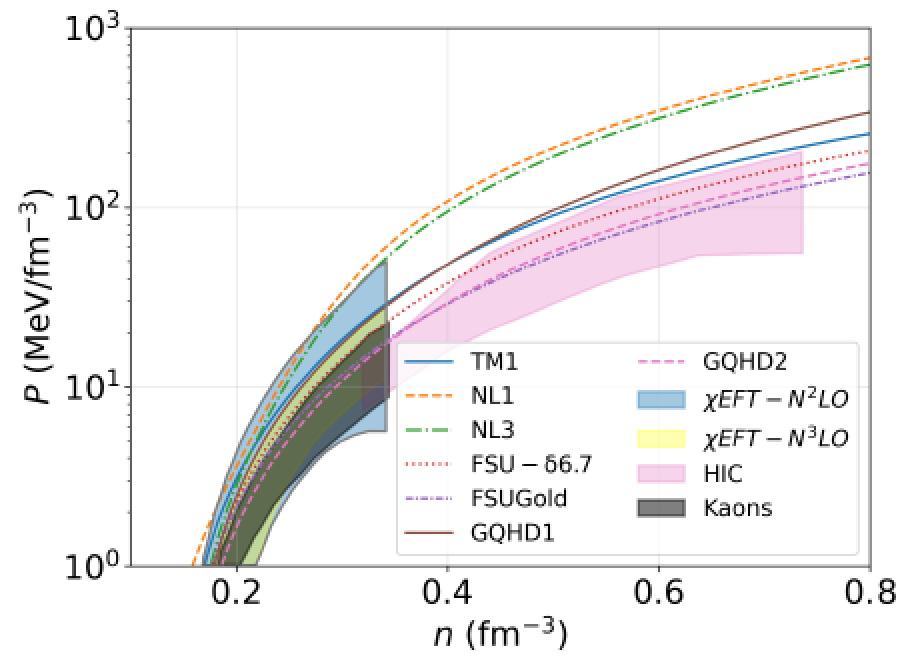 10³
10²
10¹
10⁰
P (MeV/fm⁻³)
0.2
0.4
0.6
0.8
n (fm⁻³)
TM1
NL1
NL3
FSU − δ6.7
FSUGold
GQHD1
GQHD2
χEFT − N²LO
χEFT − N³LO
HIC
Kaons